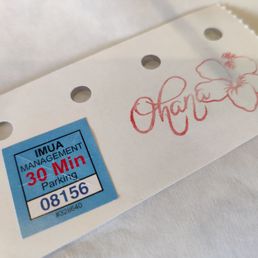 Ohana
IMUA
MANAGEMENT
30 Min
Parking
08156